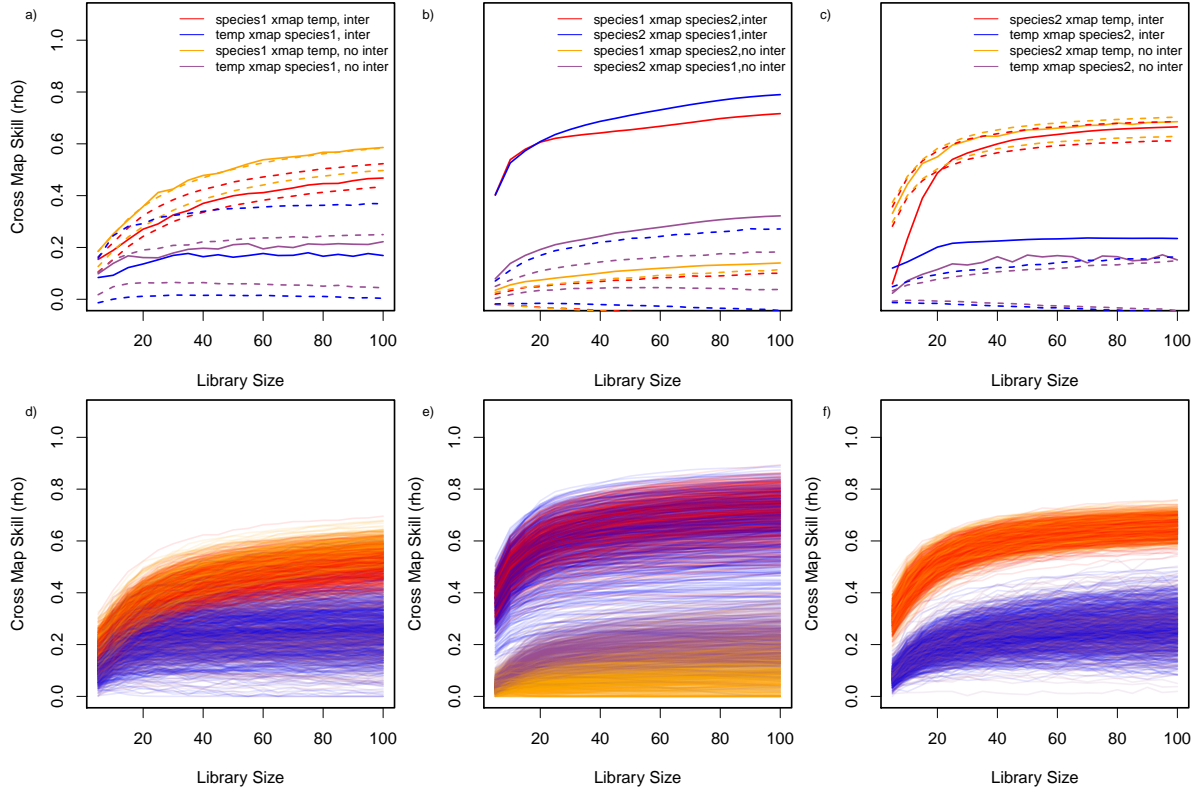 a)
species1 xmap temp, inter
temp xmap species1, inter
species1 xmap temp, no inter
temp xmap species1, no inter
Cross Map Skill (rho)
0.0 0.2 0.4 0.6 0.8 1.0
20 40 60 80 100
Library Size
b)
species1 xmap species2,inter
species2 xmap species1,inter
species1 xmap species2,no inter
species2 xmap species1,no inter
20 40 60 80 100
Library Size
c)
species2 xmap temp, inter
temp xmap species2, inter
species2 xmap temp, no inter
temp xmap species2, no inter
20 40 60 80 100
Library Size
d)
Cross Map Skill (rho)
0.0 0.2 0.4 0.6 0.8 1.0
20 40 60 80 100
Library Size
e)
Cross Map Skill (rho)
0.0 0.2 0.4 0.6 0.8 1.0
20 40 60 80 100
Library Size
f)
Cross Map Skill (rho)
0.0 0.2 0.4 0.6 0.8 1.0
20 40 60 80 100
Library Size